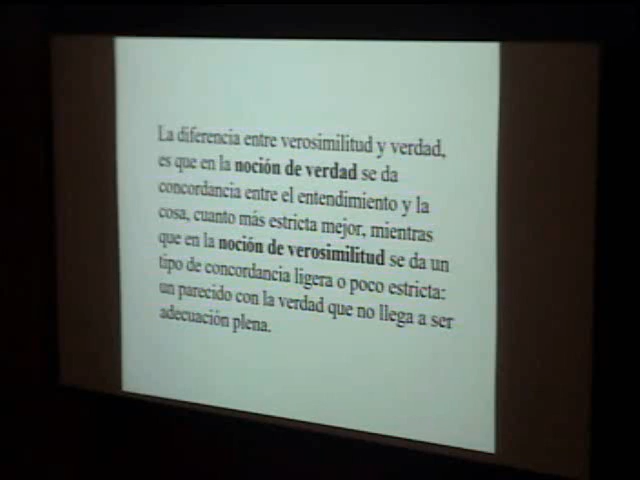 La diferencia entre verosimilitud y verdad,
es que en la noción de verdad se da
concordancia entre el entendimiento y la
cosa, cuanto más estricta mejor, mientras
que en la noción de verosimilitud se da un
tipo de concordancia ligera o poco estricta:
un parecido con la verdad que no llega a ser
adecuación plena.